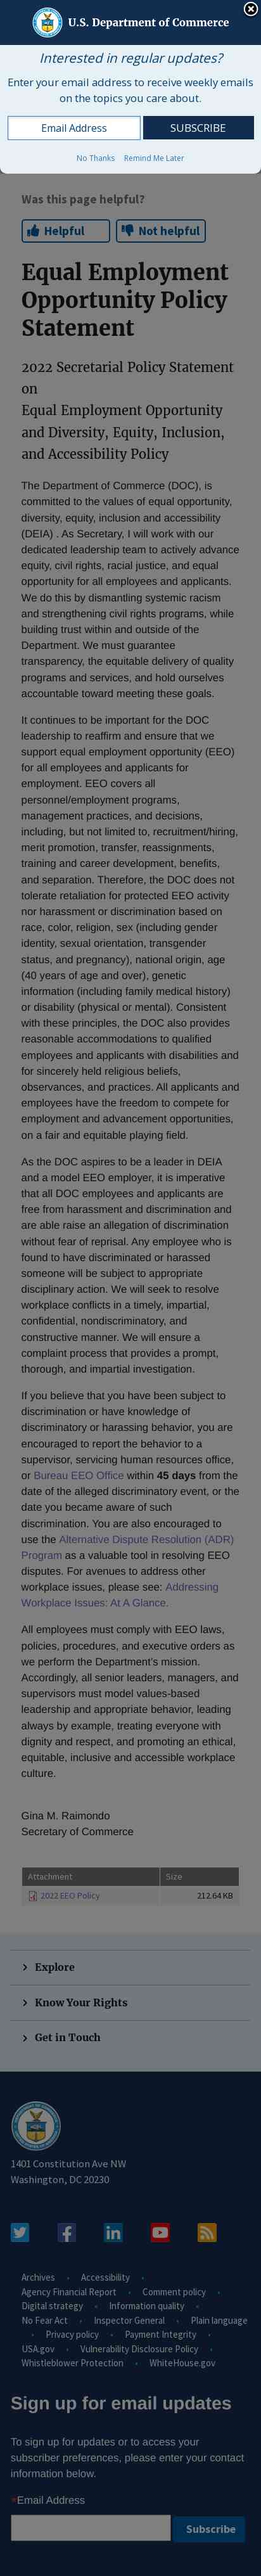 U.S. Department of Commerce
Interested in regular updates?
Enter your email address to receive weekly emails
on the topics you care about.
Email Address
SUBSCRIBE
No Thanks Remind Me Later
Was this page helpful?
Helpful Not helpful
Equal Employment
Opportunity Policy
Statement
2022 Secretarial Policy Statement
on
Equal Employment Opportunity
and Diversity, Equity, Inclusion,
and Accessibility Policy
The Department of Commerce (DOC), is
committed to the values of equal opportunity,
diversity, equity, inclusion and accessibility
(DEIA) . As Secretary, I will work with our
dedicated leadership team to actively advance
equity, civil rights, racial justice, and equal
opportunity for all employees and applicants.
We do this by dismantling systemic racism
and strengthening civil rights programs, while
building trust within and outside of the
Department. We must guarantee
transparency, the equitable delivery of quality
programs and services, and hold ourselves
accountable toward meeting these goals.
It continues to be important for the DOC
leadership to reaffirm and ensure that we
support equal employment opportunity (EEO)
for all employees and applicants for
employment. EEO covers all
personnel/employment programs,
management practices, and decisions,
including, but not limited to, recruitment/hiring,
merit promotion, transfer, reassignments,
training and career development, benefits,
and separation. Therefore, the DOC does not
tolerate retaliation for protected EEO activity
nor harassment or discrimination based on
race, color, religion, sex (including gender
identity, sexual orientation, transgender
status, and pregnancy), national origin, age
(40 years of age and over), genetic
information (including family medical history)
or disability (physical or mental). Consistent
with these principles, the DOC also provides
reasonable accommodations to qualified
employees and applicants with disabilities and
for sincerely held religious beliefs,
observances, and practices. All applicants and
employees have the freedom to compete for
employment and advancement opportunities,
on a fair and equitable playing field.
As the DOC aspires to be a leader in DEIA
and a model EEO employer, it is imperative
that all DOC employees and applicants are
free from harassment and discrimination and
are able raise an allegation of discrimination
without fear of reprisal. Any employee who is
found to have discriminated or harassed
someone will be subject to appropriate
disciplinary action. We will seek to resolve
workplace conflicts in a timely, impartial,
confidential, nondiscriminatory, and
constructive manner. We will ensure a
complaint process that provides a prompt,
thorough, and impartial investigation.
If you believe that you have been subject to
discrimination or have knowledge of
discriminatory or harassing behavior, you are
encouraged to report the behavior to a
supervisor, servicing human resources office,
or Bureau EEO Office within 45 days from the
date of the alleged discriminatory event, or the
date you became aware of such
discrimination. You are also encouraged to
use the Alternative Dispute Resolution (ADR)
Program as a valuable tool in resolving EEO
disputes. For avenues to address other
workplace issues, please see: Addressing
Workplace Issues: At A Glance.
All employees must comply with EEO laws,
policies, procedures, and executive orders as
we perform the Department's mission.
Accordingly, all senior leaders, managers, and
supervisors must model values-based
leadership and appropriate behavior, leading
always by example, treating everyone with
dignity and respect, and promoting an ethical,
equitable, inclusive and accessible workplace
culture.
Gina M. Raimondo
Secretary of Commerce
Attachment Size
2022 EEO Policy 212.64 KB
Explore
Know Your Rights
Get in Touch
1401 Constitution Ave NW
Washington, DC 20230
Archives • Accessibility •
Agency Financial Report • Comment policy •
Digital strategy • Information quality •
No Fear Act • Inspector General • Plain language
• Privacy policy • Payment Integrity •
USA.gov • Vulnerability Disclosure Policy •
Whistleblower Protection • WhiteHouse.gov
Sign up for email updates
To sign up for updates or to access your
subscriber preferences, please enter your contact
information below.
*Email Address
Subscribe